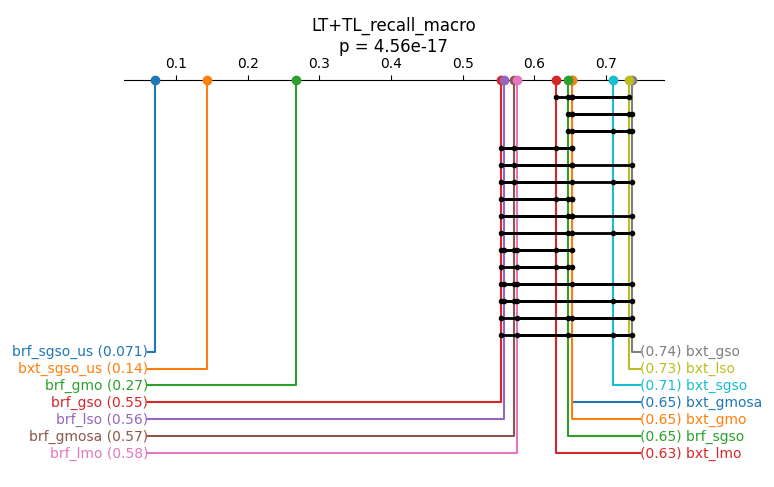 LT+TL_recall_macro
p = 4.56e-17
0.1 0.2 0.3 0.4 0.5 0.6 0.7
brf_sgso_us (0.071) (0.74) bxt_gso
bxt_sgso_us (0.14) (0.73) bxt_lso
brf_gmo (0.27) (0.71) bxt_sgso
brf_gso (0.55) (0.65) bxt_gmosa
brf_lso (0.56) (0.65) bxt_gmo
brf_gmosa (0.57) (0.65) brf_sgso
brf_lmo (0.58) (0.63) bxt_lmo